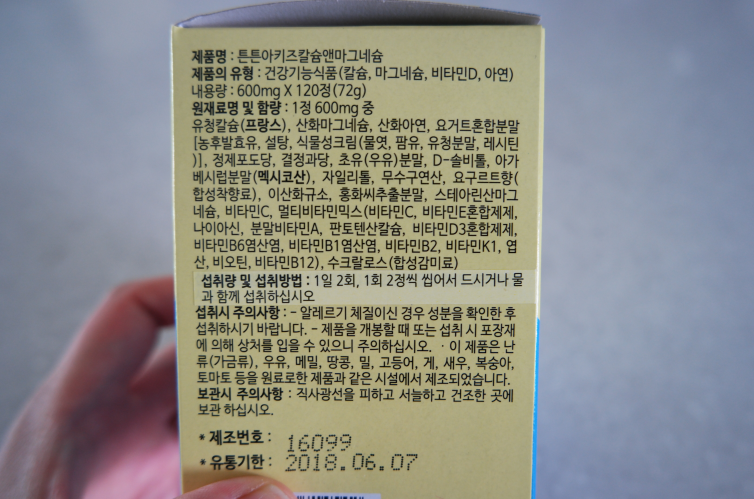 제품명 : 튼튼아키즈칼슘앤마그네슘
제품의 유형 : 건강기능식품(칼슘, 마그네슘, 비타민D, 아연)
내용량 : 600mg X 120정(72g)
원재료명 및 함량 : 1정 600mg 중
유청칼슘(프랑스), 산화마그네슘, 산화아연, 요거트혼합분말
[농후발효유, 설탕, 식물성크림(물엿, 팜유, 유청분말, 레시틴
)], 정제포도당, 결정과당, 초유(우유)분말, D-솔비톨, 아가
베시럽분말(멕시코산), 자일리톨, 무수구연산, 요구르트향(
합성착향료), 이산화규소, 홍화씨추출분말, 스테아린산마그
네슘, 비타민C, 멀티비타민믹스(비타민C, 비타민E혼합제제,
나이아신, 분말비타민A, 판토텐산칼슘, 비타민D3혼합제제,
비타민B6염산염, 비타민B1염산염, 비타민B2, 비타민K1, 엽
산, 비오틴, 비타민B12), 수크랄로스(합성감미료)
섭취량 및 섭취방법 : 1일 2회, 1회 2정씩 씹어서 드시거나 물
과 함께 섭취하십시오
섭취시 주의사항 : - 알레르기 체질이신 경우 성분을 확인한 후
섭취하시기 바랍니다. - 제품을 개봉할 때 또는 섭취 시 포장재
에 의해 상처를 입을 수 있으니 주의하십시오. · 이 제품은 난
류(가금류), 우유, 메밀, 땅콩, 밀, 고등어, 게, 새우, 복숭아,
토마토 등을 원료로한 제품과 같은 시설에서 제조되었습니다.
보관시 주의사항 : 직사광선을 피하고 서늘하고 건조한 곳에
보관 하십시오.
* 제조번호 : 16099
* 유통기한 : 2018.06.07